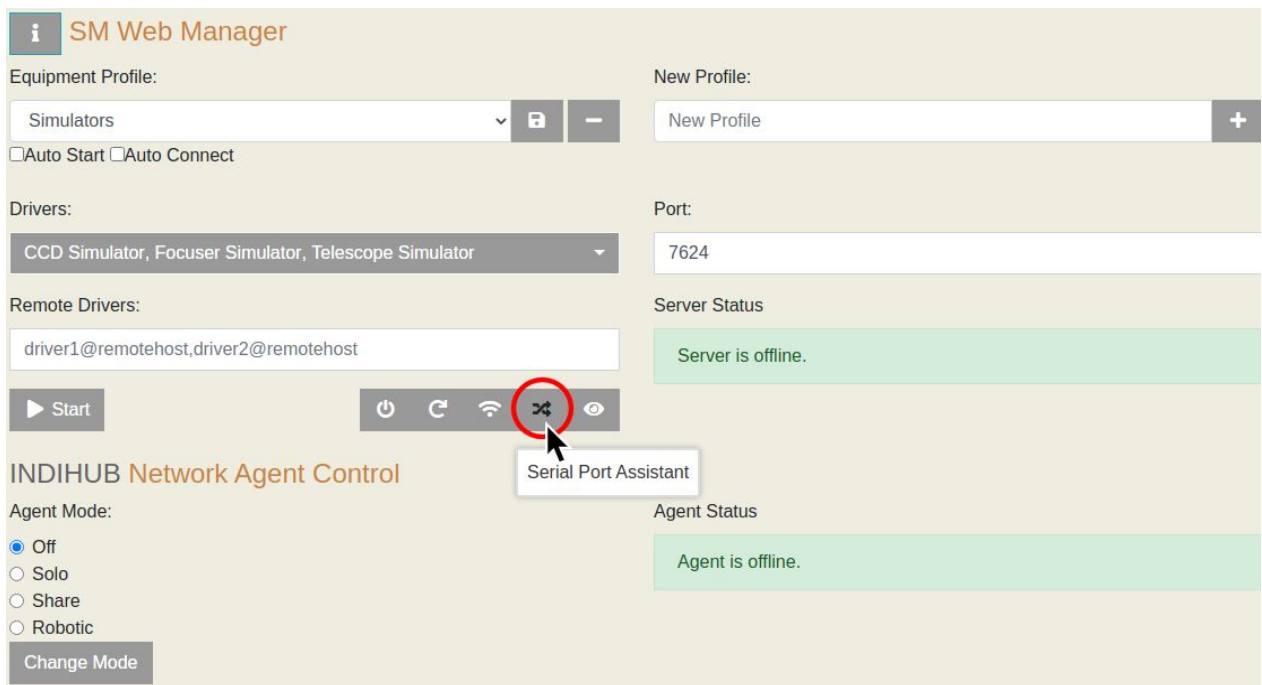 SM Web Manager
Equipment Profile:
New Profile:
Simulators
New Profile
Auto Start Auto Connect
Drivers:
Port:
CCD Simulator, Focuser Simulator, Telescope Simulator
7624
Remote Drivers:
Server Status
driver1@remotehost,driver2@remotehost
Server is offline.
Start
Serial Port Assistant
INDIHUB Network Agent Control
Agent Mode:
Agent Status
Off
Agent is offline.
Solo
Share
Robotic
Change Mode